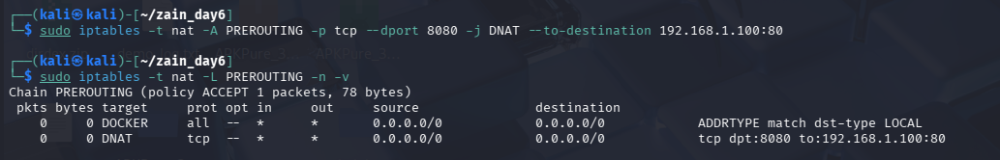 ┌──(kali㉿kali)-[~/zain_day6]
└─$ sudo iptables -t nat -A PREROUTING -p tcp --dport 8080 -j DNAT --to-destination 192.168.1.100:80
┌──(kali㉿kali)-[~/zain_day6]
└─$ sudo iptables -t nat -L PREROUTING -n -v
Chain PREROUTING (policy ACCEPT 1 packets, 78 bytes)
pkts bytes target prot opt in out source destination
0 0 DOCKER all -- * * 0.0.0.0/0 0.0.0.0/0 ADDRTYPE match dst-type LOCAL
0 0 DNAT tcp -- * * 0.0.0.0/0 0.0.0.0/0 tcp dpt:8080 to:192.168.1.100:80